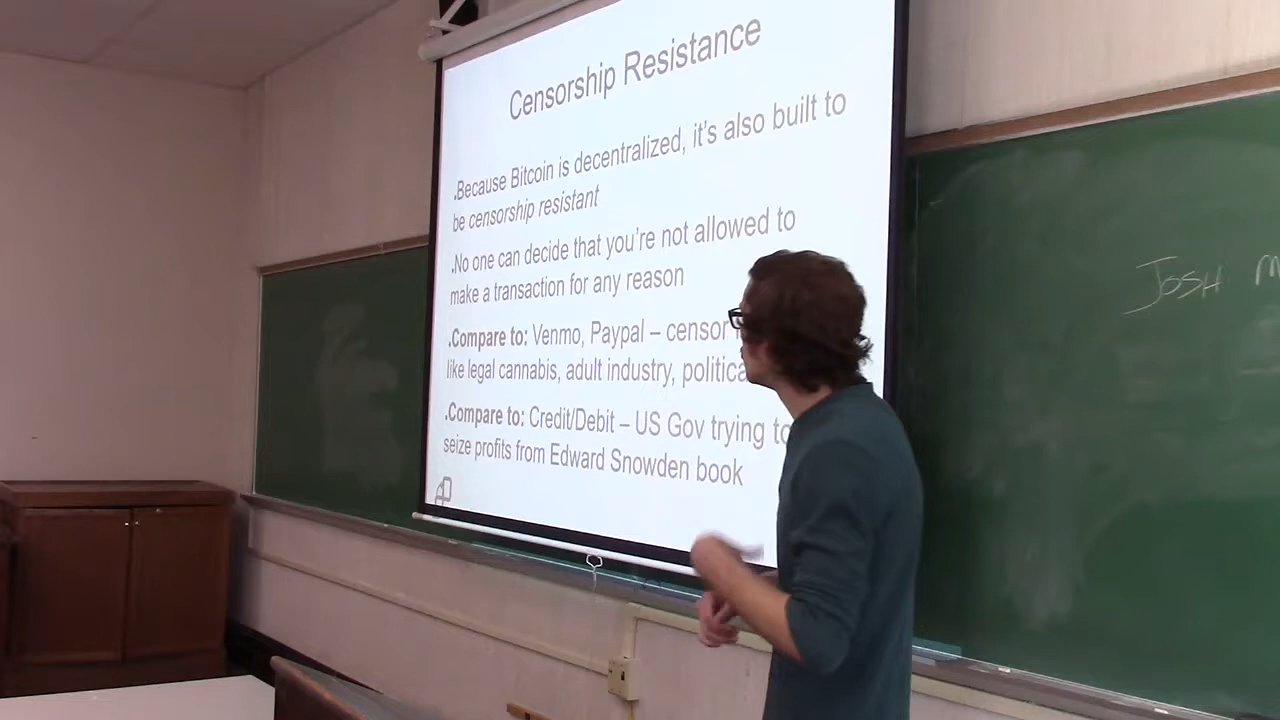 Censorship Resistance
.Because Bitcoin is decentralized, it's also built to
be censorship resistant
.No one can decide that you're not allowed to
make a transaction for any reason
.Compare to: Venmo, Paypal – censor
like legal cannabis, adult industry,
.Compare to: Credit/Debit – US Gov trying to
seize profits from Edward Snowden book
JOSH